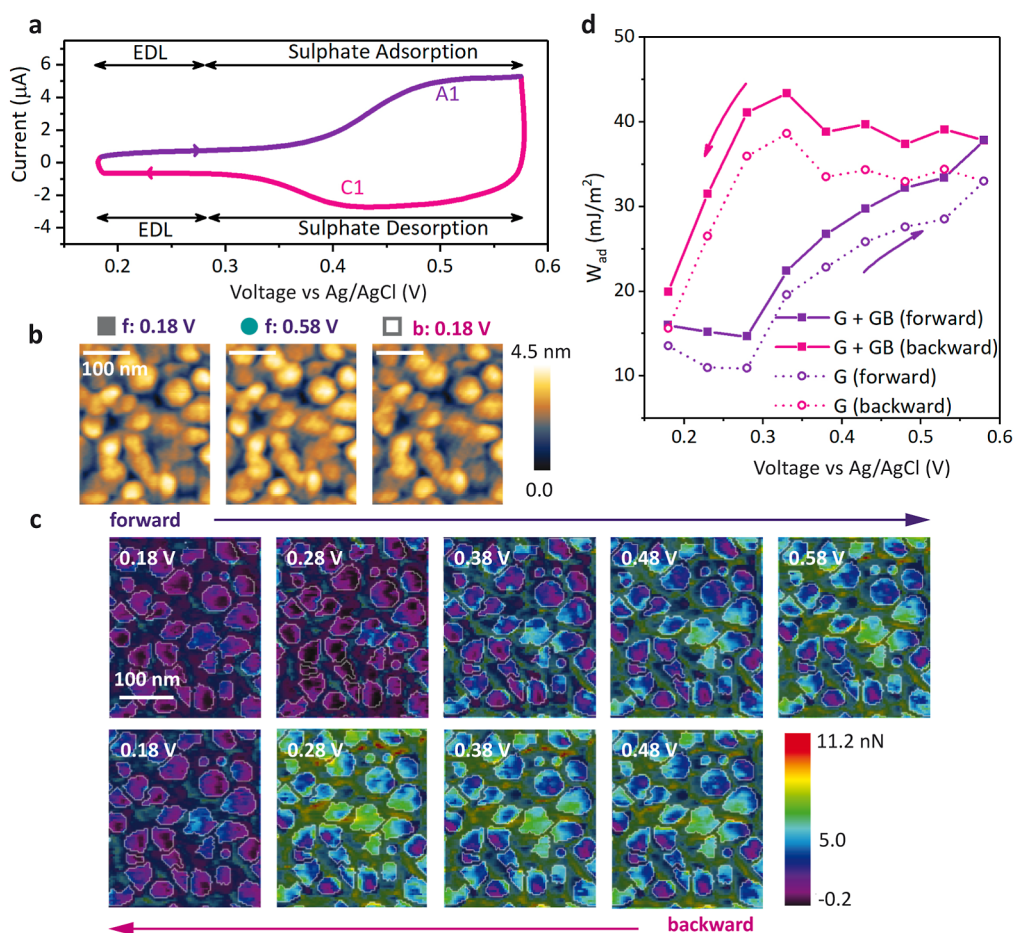 a
EDL
Sulphate Adsorption
6
4
2
0
-2
-4
Current (µA)
A1
C1
EDL
Sulphate Desorption
0.2
0.3
0.4
0.5
0.6
Voltage vs Ag/AgCl (V)
b
f: 0.18 V
f: 0.58 V
b: 0.18 V
100 nm
4.5 nm
0.0
d
50
40
30
20
10
W_ad (mJ/m²)
G + GB (forward)
G + GB (backward)
G (forward)
G (backward)
0.2
0.3
0.4
0.5
0.6
Voltage vs Ag/AgCl (V)
c
forward
0.18 V
0.28 V
0.38 V
0.48 V
0.58 V
100 nm
0.18 V
0.28 V
0.38 V
0.48 V
11.2 nN
5.0
-0.2
backward